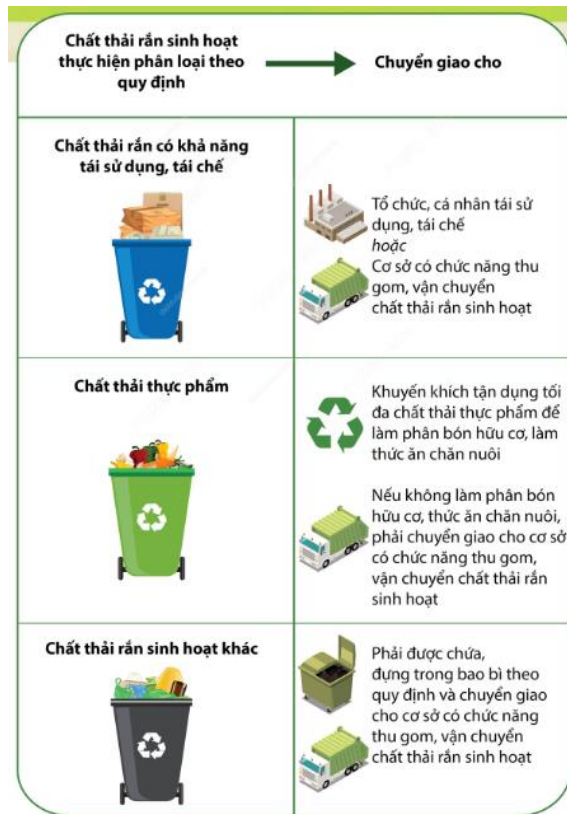 Chất thải rắn sinh hoạt
thực hiện phân loại theo
quy định
Chuyển giao cho
Chất thải rắn có khả năng
tái sử dụng, tái chế
Tổ chức, cá nhân tái sử
dụng, tái chế
hoặc
Cơ sở có chức năng thu
gom, vận chuyển
chất thải rắn sinh hoạt
Chất thải thực phẩm
Khuyến khích tận dụng tối
đa chất thải thực phẩm để
làm phân bón hữu cơ, làm
thức ăn chăn nuôi
Nếu không làm phân bón
hữu cơ, thức ăn chăn nuôi,
phải chuyển giao cho cơ sở
có chức năng thu gom,
vận chuyển chất thải rắn
sinh hoạt
Chất thải rắn sinh hoạt khác
Phải được chứa,
đựng trong bao bì theo
quy định và chuyển giao
cho cơ sở có chức năng
thu gom, vận chuyển
chất thải rắn sinh hoạt